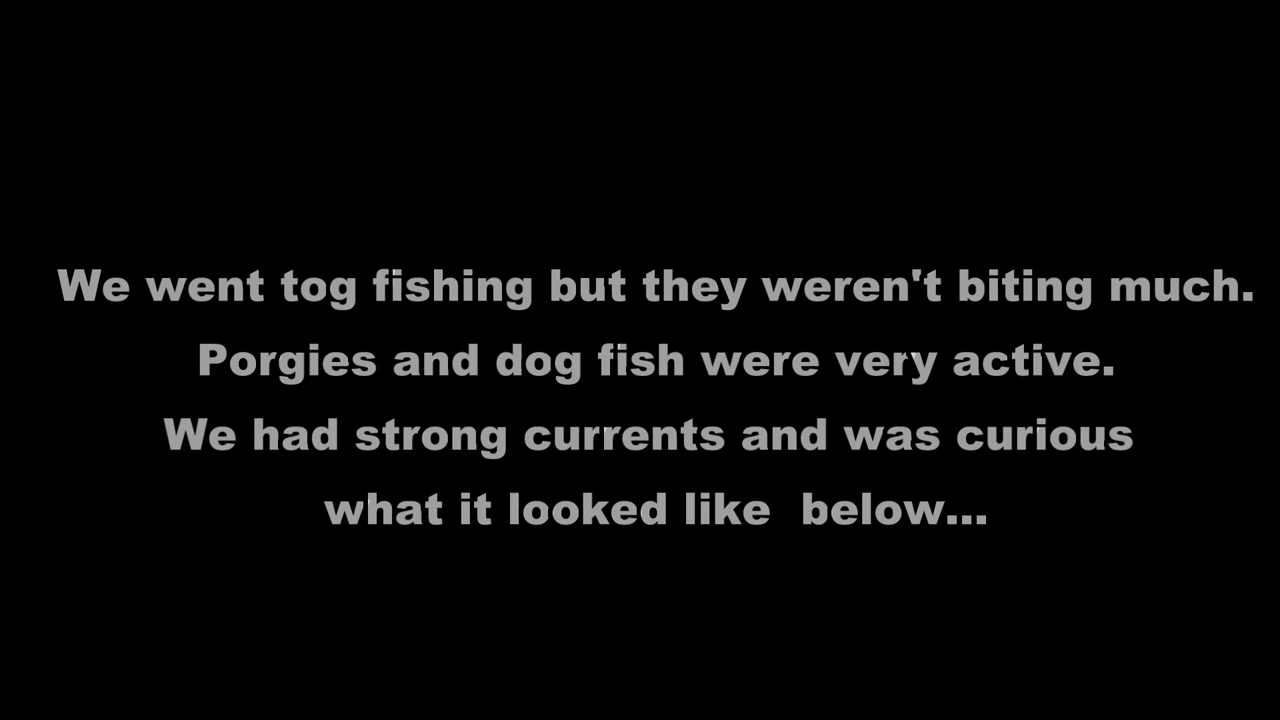 We went tog fishing but they weren't biting much.
Porgies and dog fish were very active.
We had strong currents and was curious
what it looked like  below...